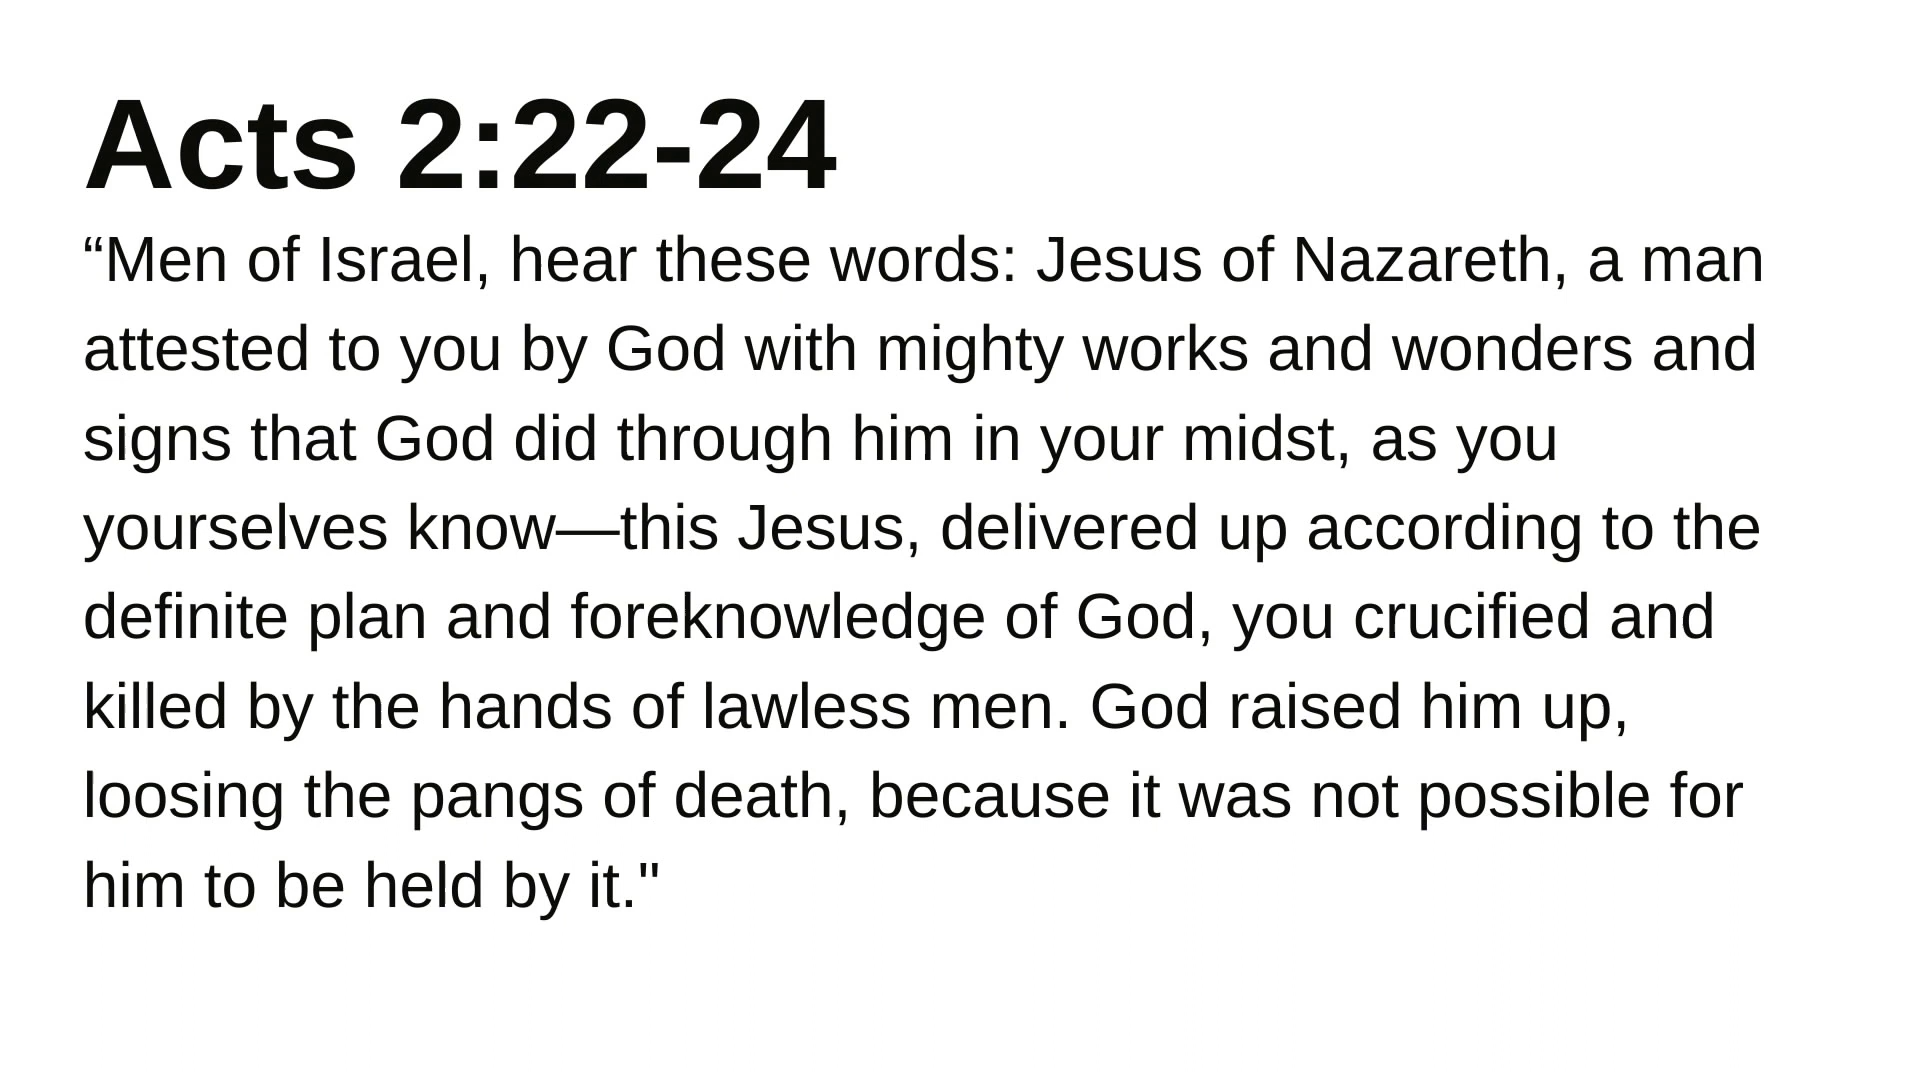 Acts 2:22-24
“Men of Israel, hear these words: Jesus of Nazareth, a man
attested to you by God with mighty works and wonders and
signs that God did through him in your midst, as you
yourselves know—this Jesus, delivered up according to the
definite plan and foreknowledge of God, you crucified and
killed by the hands of lawless men. God raised him up,
loosing the pangs of death, because it was not possible for
him to be held by it."